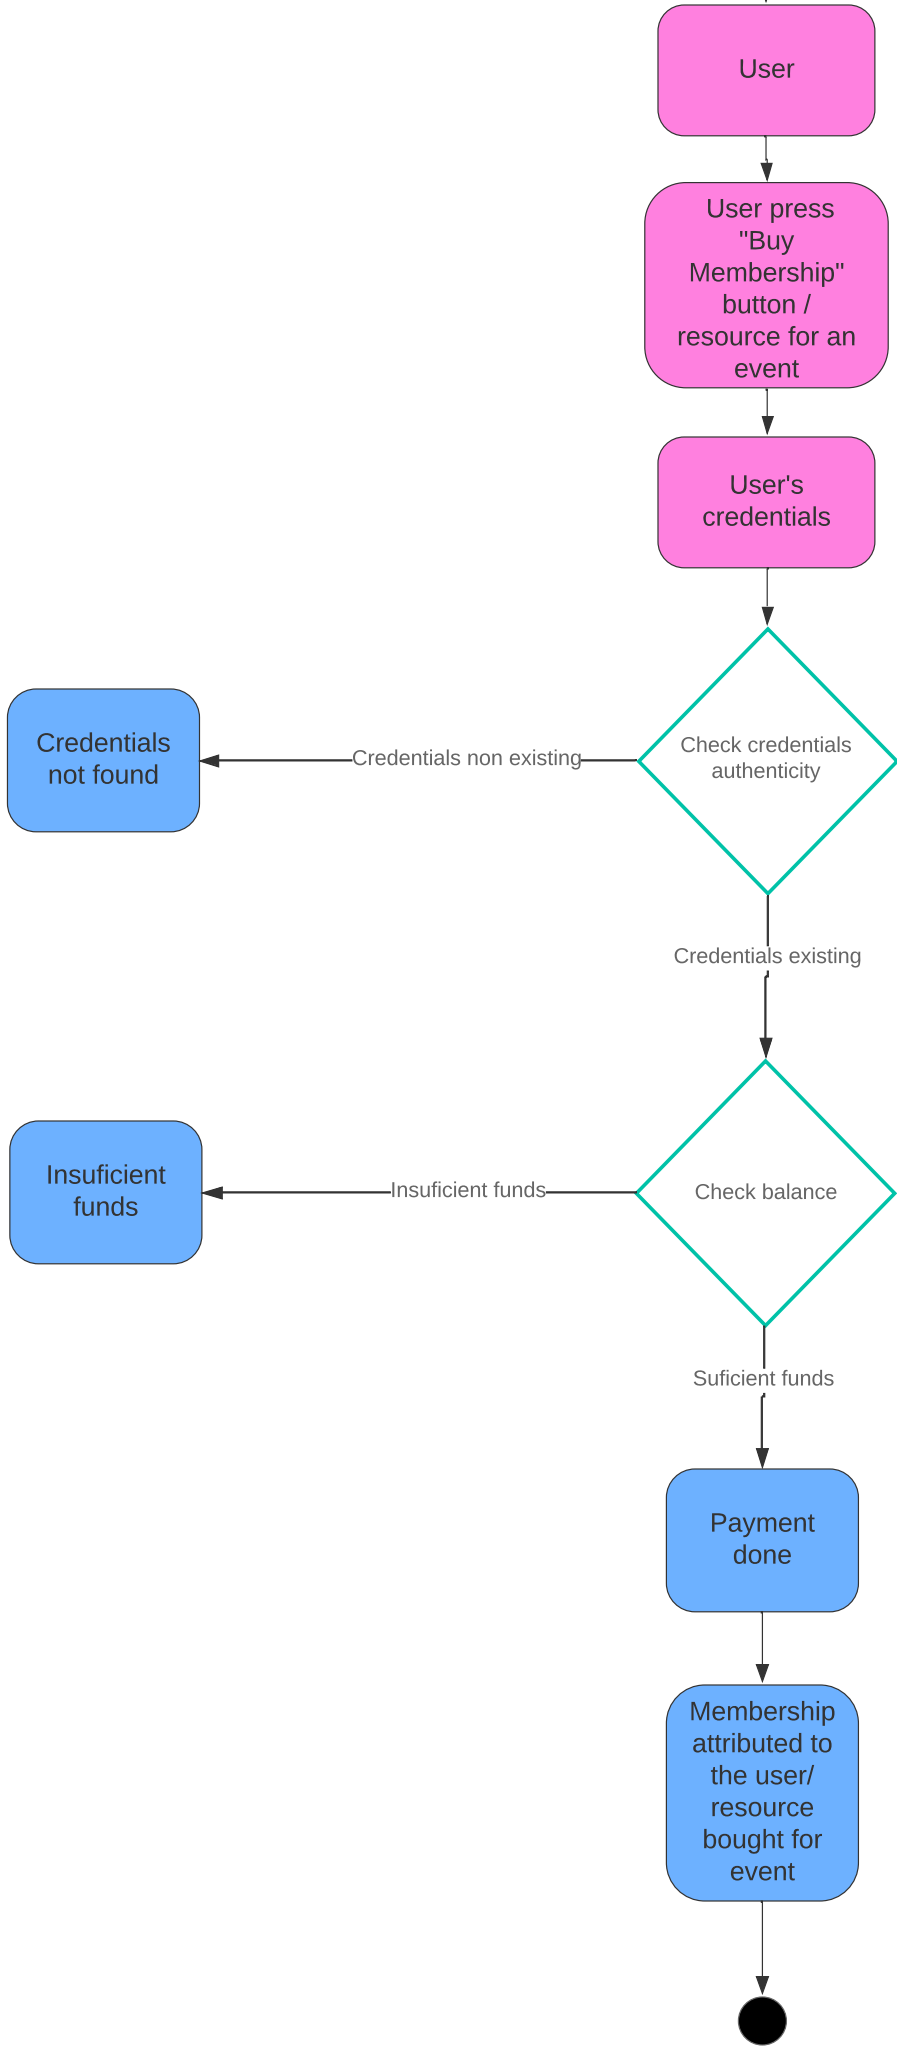 User
User press
"Buy
Membership"
button /
resource for an
event
User's
credentials
Check credentials
authenticity
Credentials non existing
Credentials
not found
Credentials existing
Check balance
Insuficient funds
Insuficient
funds
Suficient funds
Payment
done
Membership
attributed to
the user/
resource
bought for
event